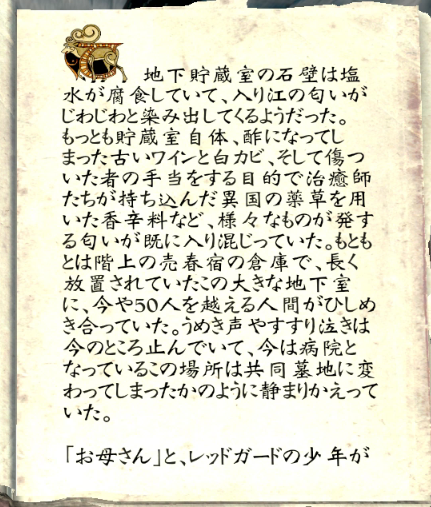 地下貯蔵室の石壁は塩
水が腐食していて、入り江の匂いが
じわじわと染み出してくるようだった。
もっとも貯蔵室自体、酢になってし
まった古いワインと白カビ、そして傷つ
いた者の手当をする目的で治癒師
たちが持ち込んだ異国の薬草を用
いた香辛料など、様々なものが発す
る匂いが既に入り混じっていた。もとも
とは階上の売春宿の倉庫で、長く
放置されていたこの大きな地下室
に、今や50人を越える人間がひしめ
き合っていた。うめき声やすすり泣きは
今のところ止んでいて、今は病院と
なっているこの場所は共同墓地に変
わってしまったかのように静まりかえって
いた。
「お母さん」と、レッドガードの少年が